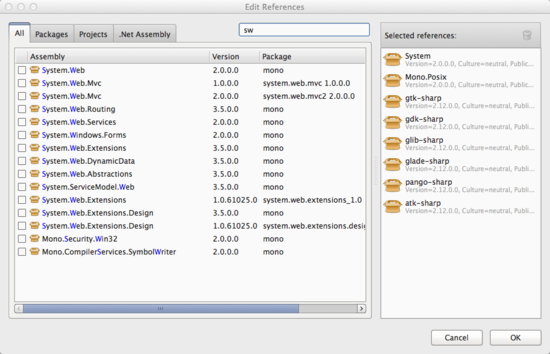 Edit References
All Packages Projects .Net Assembly
sw
Assembly Version Package
System.Web 2.0.0.0 mono
System.Web.Mvc 1.0.0.0 system.web.mvc 1.0.0.0
System.Web.Mvc 2.0.0.0 system.web.mvc2 2.0.0.0
System.Web.Routing 3.5.0.0 mono
System.Web.Services 2.0.0.0 mono
System.Windows.Forms 2.0.0.0 mono
System.Web.Extensions 3.5.0.0 mono
System.Web.DynamicData 3.5.0.0 mono
System.Web.Abstractions 3.5.0.0 mono
System.ServiceModel.Web 3.5.0.0 mono
System.Web.Extensions 1.0.61025.0 system.web.extensions_1.0
System.Web.Extensions.Design 3.5.0.0 mono
System.Web.Extensions.Design 1.0.61025.0 system.web.extensions.desig
Mono.Security.Win32 2.0.0.0 mono
Mono.CompilerServices.SymbolWriter 2.0.0.0 mono
Selected references:
System
Version=2.0.0.0, Culture=neutral, Public...
Mono.Posix
Version=2.0.0.0, Culture=neutral, Public...
gtk-sharp
Version=2.12.0.0, Culture=neutral, Publi...
gdk-sharp
Version=2.12.0.0, Culture=neutral, Publi...
glib-sharp
Version=2.12.0.0, Culture=neutral, Publi...
glade-sharp
Version=2.12.0.0, Culture=neutral, Publi...
pango-sharp
Version=2.12.0.0, Culture=neutral, Publi...
atk-sharp
Version=2.12.0.0, Culture=neutral, Publi...
Cancel OK